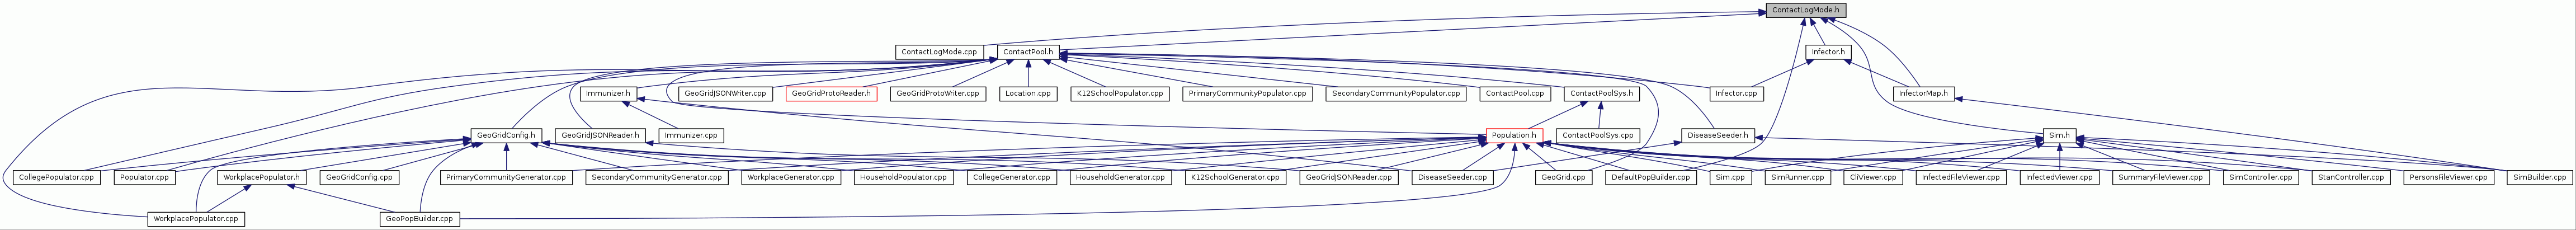 ContactLogMode.h
ContactLogMode.cpp
ContactPool.h
Infector.h
Immunizer.h
GeoGridJSONWriter.cpp
GeoGridProtoReader.h
GeoGridProtoWriter.cpp
Location.cpp
K12SchoolPopulator.cpp
PrimaryCommunityPopulator.cpp
SecondaryCommunityPopulator.cpp
ContactPool.cpp
ContactPoolSys.h
Infector.cpp
InfectorMap.h
GeoGridConfig.h
GeoGridJSONReader.h
Immunizer.cpp
Population.h
ContactPoolSys.cpp
DiseaseSeeder.h
Sim.h
CollegePopulator.cpp
Populator.cpp
WorkplacePopulator.h
GeoGridConfig.cpp
PrimaryCommunityGenerator.cpp
SecondaryCommunityGenerator.cpp
WorkplaceGenerator.cpp
HouseholdPopulator.cpp
CollegeGenerator.cpp
HouseholdGenerator.cpp
K12SchoolGenerator.cpp
GeoGridJSONReader.cpp
DiseaseSeeder.cpp
GeoGrid.cpp
DefaultPopBuilder.cpp
Sim.cpp
SimRunner.cpp
CliViewer.cpp
InfectedFileViewer.cpp
InfectedViewer.cpp
SummaryFileViewer.cpp
SimController.cpp
StanController.cpp
PersonsFileViewer.cpp
SimBuilder.cpp
WorkplacePopulator.cpp
GeoPopBuilder.cpp